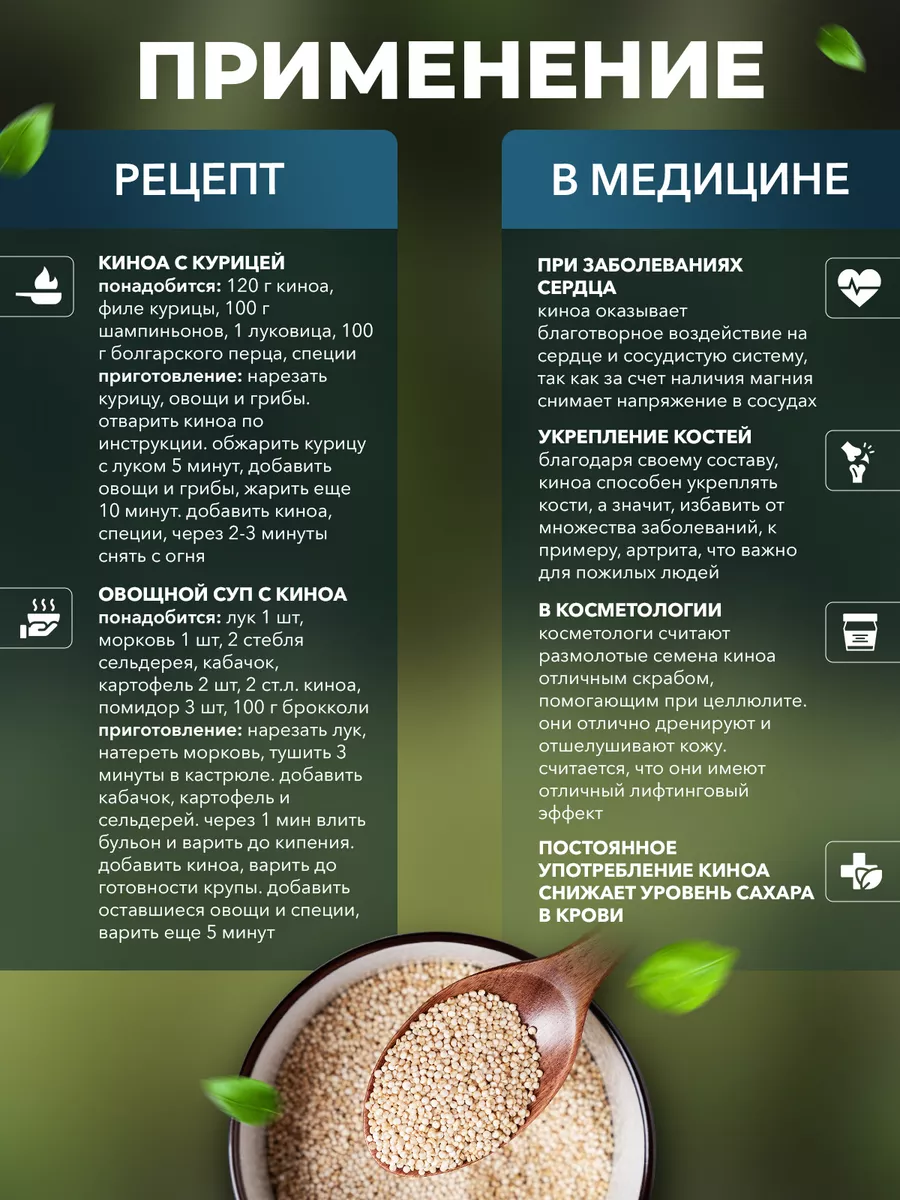 ПРИМЕНЕНИЕ
РЕЦЕПТ
КИНОА С КУРИЦЕЙ
понадобится: 120 г киноа,
филе курицы, 100 г
шампиньонов, 1 луковица, 100
г болгарского перца, специи
приготовление: нарезать
курицу, овощи и грибы.
отварить киноа по
инструкции. обжарить курицу
с луком 5 минут, добавить
овощи и грибы, жарить еще
10 минут. добавить киноа,
специи, через 2-3 минуты
снять с огня
ОВОЩНОЙ СУП С КИНОА
понадобится: лук 1 шт,
морковь 1 шт, 2 стебля
сельдерея, кабачок,
картофель 2 шт, 2 ст.л. киноа,
помидор 3 шт, 100 г брокколи
приготовление: нарезать лук,
натереть морковь, тушить 3
минуты в кастрюле. добавить
кабачок, картофель и
сельдерей. через 1 мин влить
бульон и варить до кипения.
добавить киноа, варить до
готовности крупы. добавить
оставшиеся овощи и специи,
варить еще 5 минут
В МЕДИЦИНЕ
ПРИ ЗАБОЛЕВАНИЯХ
СЕРДЦА
киноа оказывает
благотворное воздействие на
сердце и сосудистую систему,
так как за счет наличия магния
снимает напряжение в сосудах
УКРЕПЛЕНИЕ КОСТЕЙ
благодаря своему составу,
киноа способен укреплять
кости, а значит, избавить от
множества заболеваний, к
примеру, артрита, что важно
для пожилых людей
В КОСМЕТОЛОГИИ
косметологи считают
размолотые семена киноа
отличным скрабом,
помогающим при целлюлите.
они отлично дренируют и
отшелушивают кожу.
считается, что они имеют
отличный лифтинговый
эффект
ПОСТОЯННОЕ
УПОТРЕБЛЕНИЕ КИНОА
СНИЖАЕТ УРОВЕНЬ САХАРА
В КРОВИ